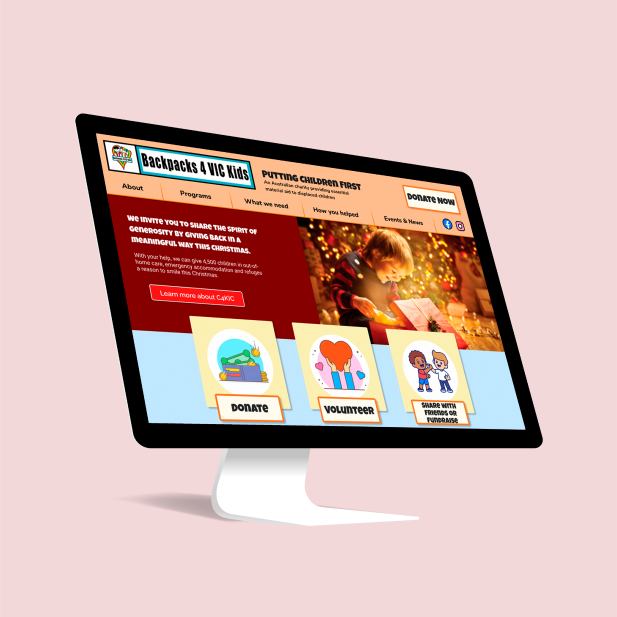 Backpacks 4 VIC Kids
Putting Children First
An Australian charity providing essential
material aid to displaced children
Donate Now
About
Programs
What we need
How you helped
Events & News
We invite you to share the spirit of
generosity by giving back in a
meaningful way this Christmas.
With your help, we can give 4,500 children in out-of-
home care, emergency accommodation and refuges
a reason to smile this Christmas.
Learn more about C4KIC
Donate
Volunteer
Share with
friends or
fundraise